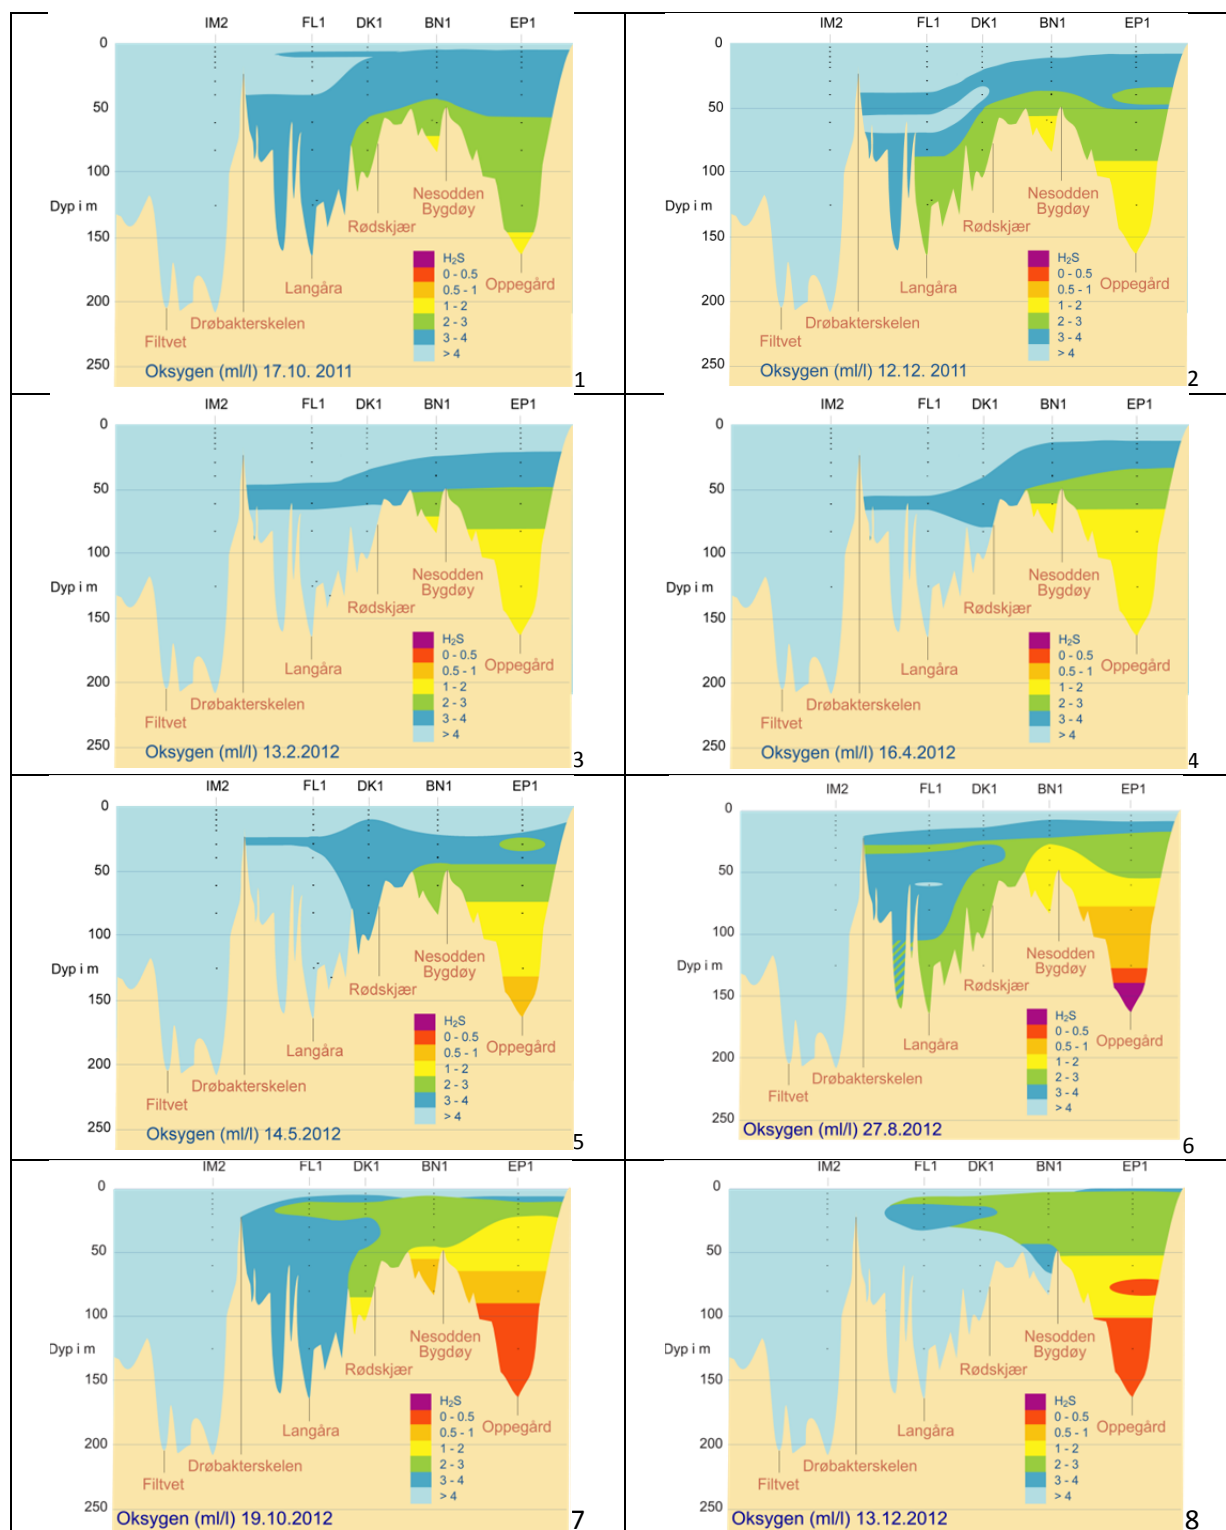 IM2 FL1 DK1 BN1 EP1
0
50
100
Dyp i m
150
200
250
Nesodden
Bygdøy
Rødskjær
Langåra
Oppegård
Drøbakterskelen
Filtvet
H₂S
0 - 0.5
0.5 - 1
1 - 2
2 - 3
3 - 4
> 4
Oksygen (ml/l) 17.10. 2011
1
IM2 FL1 DK1 BN1 EP1
0
50
100
Dyp i m
150
200
250
Nesodden
Bygdøy
Rødskjær
Langåra
Oppegård
Drøbakterskelen
Filtvet
H₂S
0 - 0.5
0.5 - 1
1 - 2
2 - 3
3 - 4
> 4
Oksygen (ml/l) 12.12. 2011
2
IM2 FL1 DK1 BN1 EP1
0
50
100
Dyp i m
150
200
250
Nesodden
Bygdøy
Rødskjær
Langåra
Oppegård
Drøbakterskelen
Filtvet
H₂S
0 - 0.5
0.5 - 1
1 - 2
2 - 3
3 - 4
> 4
Oksygen (ml/l) 13.2.2012
3
IM2 FL1 DK1 BN1 EP1
0
50
100
Dyp i m
150
200
250
Nesodden
Bygdøy
Rødskjær
Langåra
Oppegård
Drøbakterskelen
Filtvet
H₂S
0 - 0.5
0.5 - 1
1 - 2
2 - 3
3 - 4
> 4
Oksygen (ml/l) 16.4.2012
4
IM2 FL1 DK1 BN1 EP1
0
50
100
Dyp i m
150
200
250
Nesodden
Bygdøy
Rødskjær
Langåra
Oppegård
Drøbakterskelen
Filtvet
H₂S
0 - 0.5
0.5 - 1
1 - 2
2 - 3
3 - 4
> 4
Oksygen (ml/l) 14.5.2012
5
IM2 FL1 DK1 BN1 EP1
0
50
100
Dyp i m
150
200
250
Nesodden
Bygdøy
Rødskjær
Langåra
Oppegård
Drøbakterskelen
Filtvet
H₂S
0 - 0.5
0.5 - 1
1 - 2
2 - 3
3 - 4
> 4
Oksygen (ml/l) 27.8.2012
6
IM2 FL1 DK1 BN1 EP1
0
50
100
Dyp i m
150
200
250
Nesodden
Bygdøy
Rødskjær
Langåra
Oppegård
Drøbakterskelen
Filtvet
H₂S
0 - 0.5
0.5 - 1
1 - 2
2 - 3
3 - 4
> 4
Oksygen (ml/l) 19.10.2012
7
IM2 FL1 DK1 BN1 EP1
0
50
100
Dyp i m
150
200
250
Nesodden
Bygdøy
Rødskjær
Langåra
Oppegård
Drøbakterskelen
Filtvet
H₂S
0 - 0.5
0.5 - 1
1 - 2
2 - 3
3 - 4
> 4
Oksygen (ml/l) 13.12.2012
8